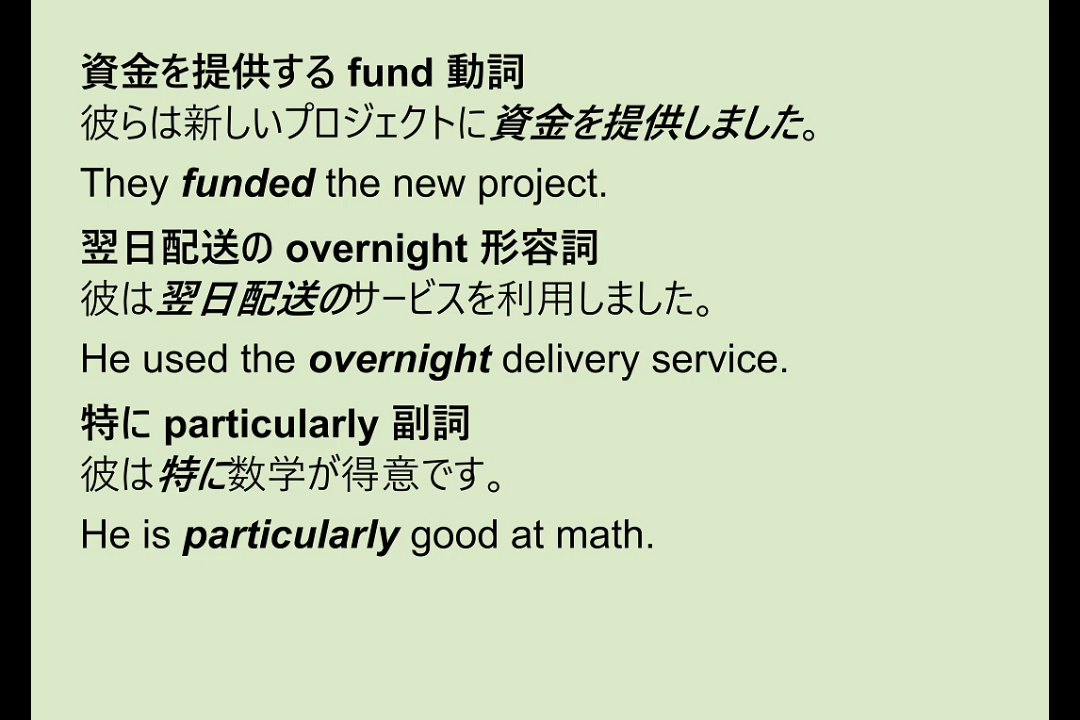 資金を提供する fund 動詞
彼らは新しいプロジェクトに資金を提供しました。
They funded the new project.
翌日配送の overnight 形容詞
彼は翌日配送のサービスを利用しました。
He used the overnight delivery service.
特に particularly 副詞
彼は特に数学が得意です。
He is particularly good at math.